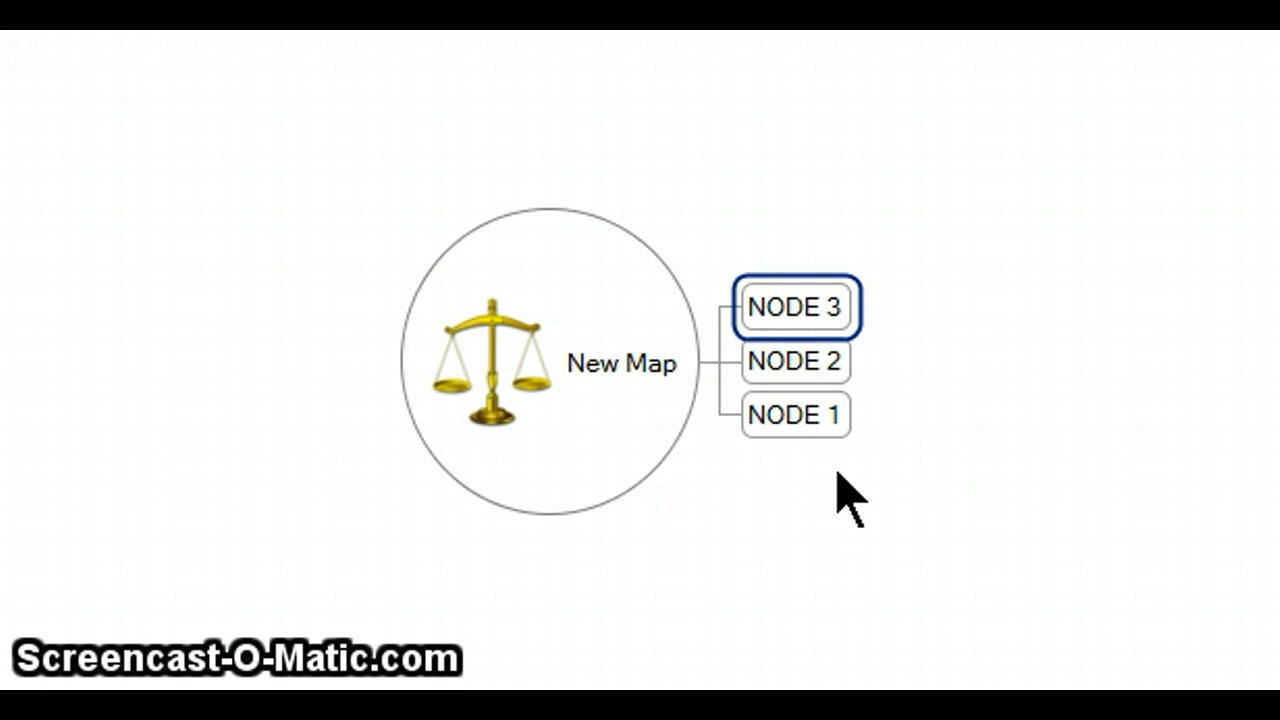 NODE 3
New Map
NODE 2
NODE 1
Screencast-O-Matic.com